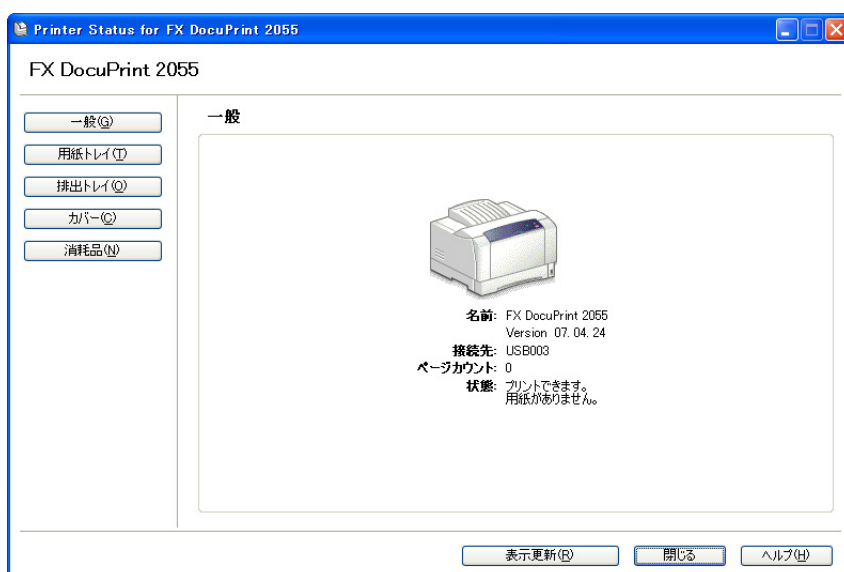 Printer Status for FX DocuPrint 2055
FX DocuPrint 2055
一般(G)
用紙トレイ(T)
排出トレイ(O)
カバー(C)
消耗品(N)
一般
名前: FX DocuPrint 2055
Version 07.04.24
接続先: USB003
ページカウント: 0
状態: プリントできます。
用紙がありません。
表示更新(R)
閉じる
ヘルプ(H)